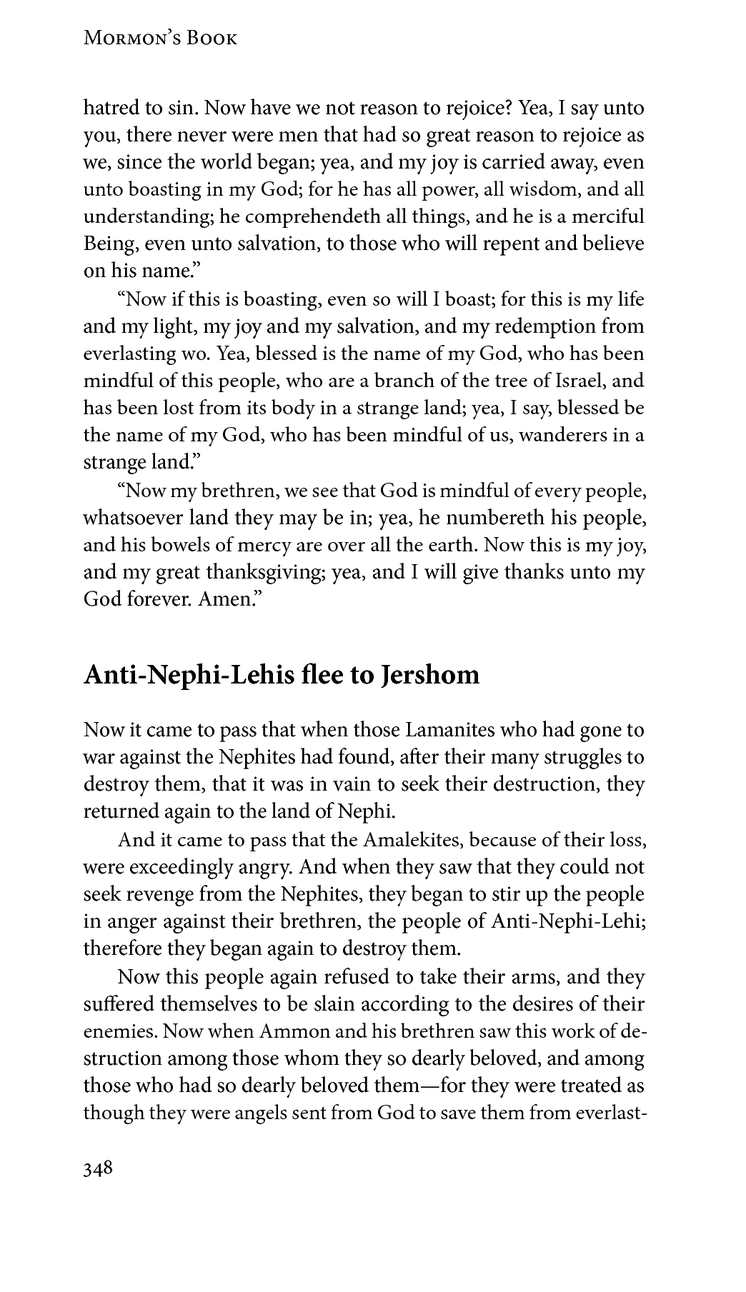 Mormon’s Book
hatred to sin. Now have we not reason to rejoice? Yea, I say unto
you, there never were men that had so great reason to rejoice as
we, since the world began; yea, and my joy is carried away, even
unto boasting in my God; for he has all power, all wisdom, and all
understanding; he comprehendeth all things, and he is a merciful
Being, even unto salvation, to those who will repent and believe
on his name.”
“Now if this is boasting, even so will I boast; for this is my life
and my light, my joy and my salvation, and my redemption from
everlasting wo. Yea, blessed is the name of my God, who has been
mindful of this people, who are a branch of the tree of Israel, and
has been lost from its body in a strange land; yea, I say, blessed be
the name of my God, who has been mindful of us, wanderers in a
strange land.”
“Now my brethren, we see that God is mindful of every people,
whatsoever land they may be in; yea, he numbereth his people,
and his bowels of mercy are over all the earth. Now this is my joy,
and my great thanksgiving; yea, and I will give thanks unto my
God forever. Amen.”
Anti-Nephi-Lehis flee to Jershom
Now it came to pass that when those Lamanites who had gone to
war against the Nephites had found, after their many struggles to
destroy them, that it was in vain to seek their destruction, they
returned again to the land of Nephi.
And it came to pass that the Amalekites, because of their loss,
were exceedingly angry. And when they saw that they could not
seek revenge from the Nephites, they began to stir up the people
in anger against their brethren, the people of Anti-Nephi-Lehi;
therefore they began again to destroy them.
Now this people again refused to take their arms, and they
suffered themselves to be slain according to the desires of their
enemies. Now when Ammon and his brethren saw this work of de-
struction among those whom they so dearly beloved, and among
those who had so dearly beloved them—for they were treated as
though they were angels sent from God to save them from everlast-
348